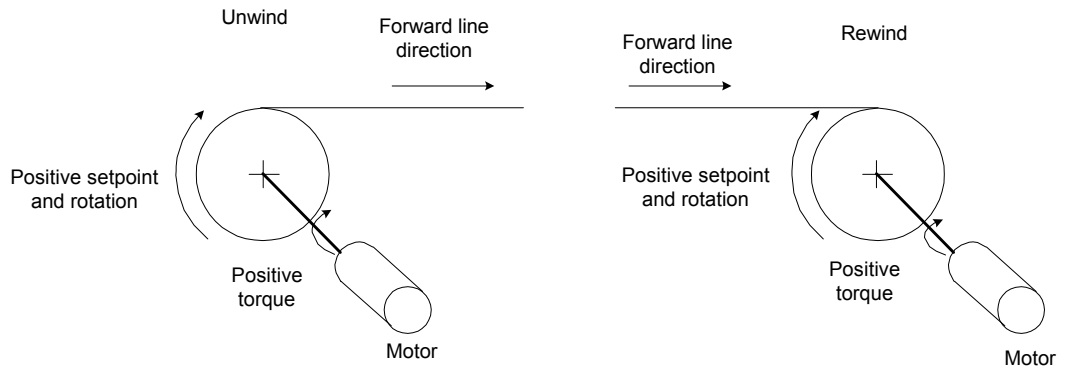 Unwind
Forward line
direction
Positive setpoint
and rotation
Positive
torque
Motor
Rewind
Forward line
direction
Positive setpoint
and rotation
Positive
torque
Motor